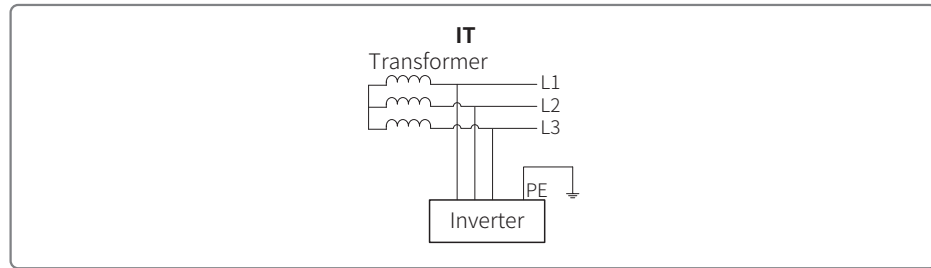 IT
Transformer
L1
L2
L3
PE
Inverter